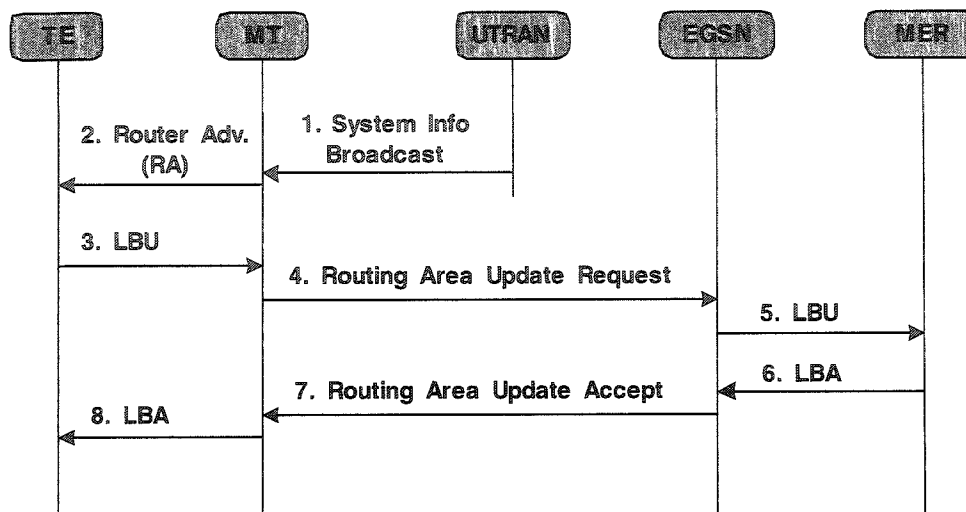 TE MT UTRAN EGSN MER
1. System Info
Broadcast
2. Router Adv.
(RA)
3. LBU
4. Routing Area Update Request
5. LBU
6. LBA
7. Routing Area Update Accept
8. LBA